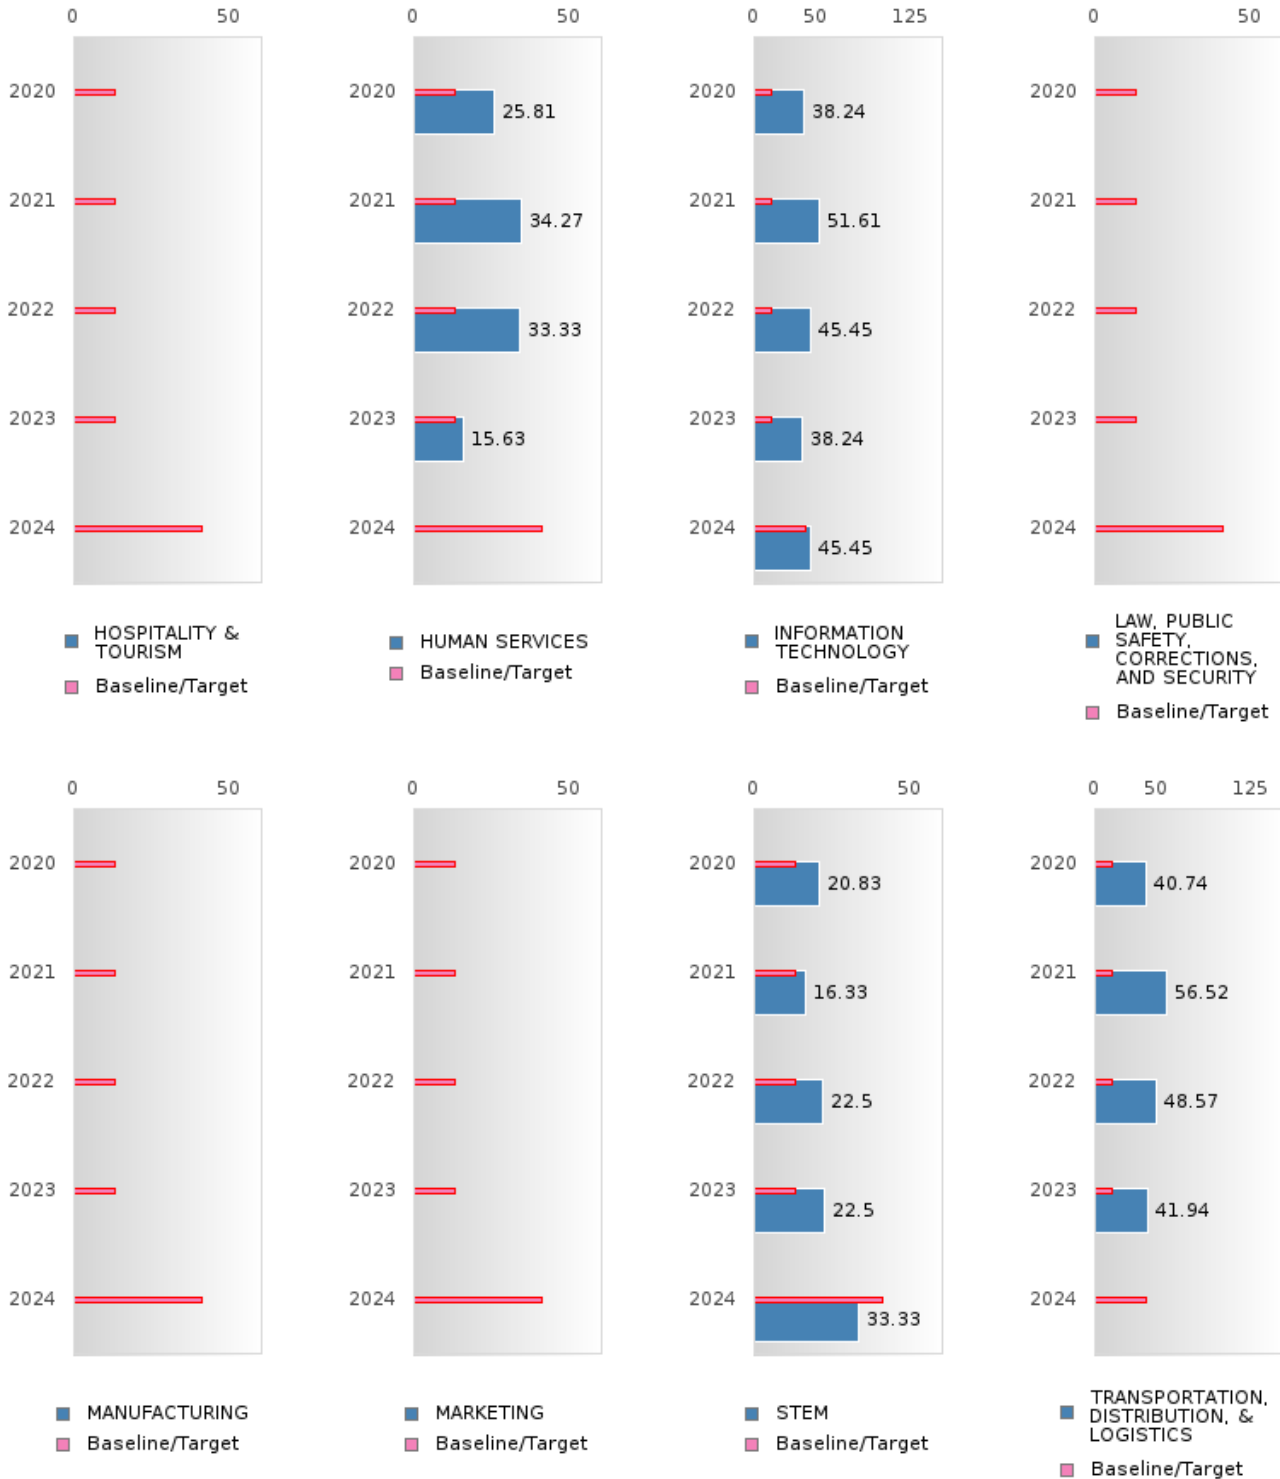 0 50
2020
2021
2022
2023
2024
HOSPITALITY &
TOURISM
Baseline/Target
0 50
2020 25.81
2021 34.27
2022 33.33
2023 15.63
2024
HUMAN SERVICES
Baseline/Target
0 50 125
2020 38.24
2021 51.61
2022 45.45
2023 38.24
2024 45.45
INFORMATION
TECHNOLOGY
Baseline/Target
0 50
2020
2021
2022
2023
2024
LAW, PUBLIC
SAFETY,
CORRECTIONS,
AND SECURITY
Baseline/Target
0 50
2020
2021
2022
2023
2024
MANUFACTURING
Baseline/Target
0 50
2020
2021
2022
2023
2024
MARKETING
Baseline/Target
0 50
2020 20.83
2021 16.33
2022 22.5
2023 22.5
2024 33.33
STEM
Baseline/Target
0 50 125
2020 40.74
2021 56.52
2022 48.57
2023 41.94
2024
TRANSPORTATION,
DISTRIBUTION, &
LOGISTICS
Baseline/Target